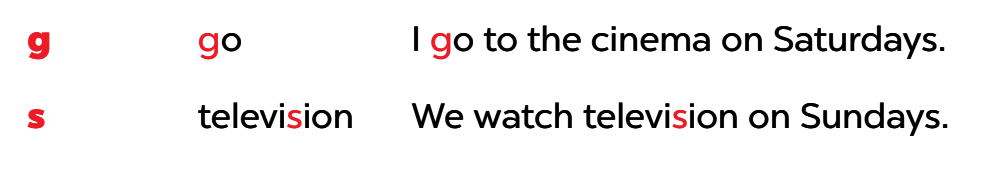 g go I go to the cinema on Saturdays.
s television We watch television on Sundays.